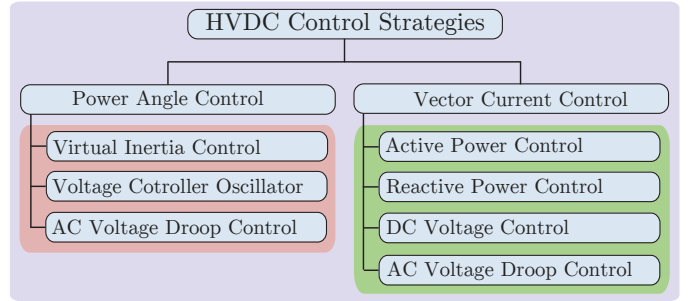 HVDC Control Strategies
Power Angle Control
Virtual Inertia Control
Voltage Cotroller Oscillator
AC Voltage Droop Control
Vector Current Control
Active Power Control
Reactive Power Control
DC Voltage Control
AC Voltage Droop Control